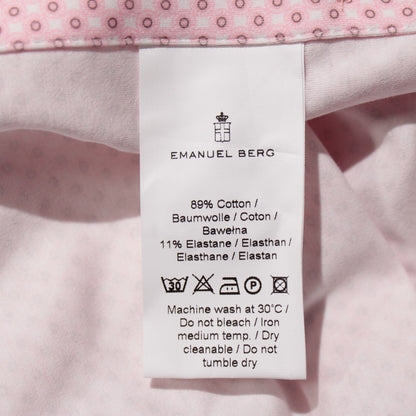 EMANUEL BERG
89% Cotton /
Baumwolle / Coton /
Bawełna
11% Elastane / Elasthan /
Elasthanne / Elastan
30 P
Machine wash at 30°C /
Do not bleach / Iron
medium temp. / Dry
cleanable / Do not
tumble dry